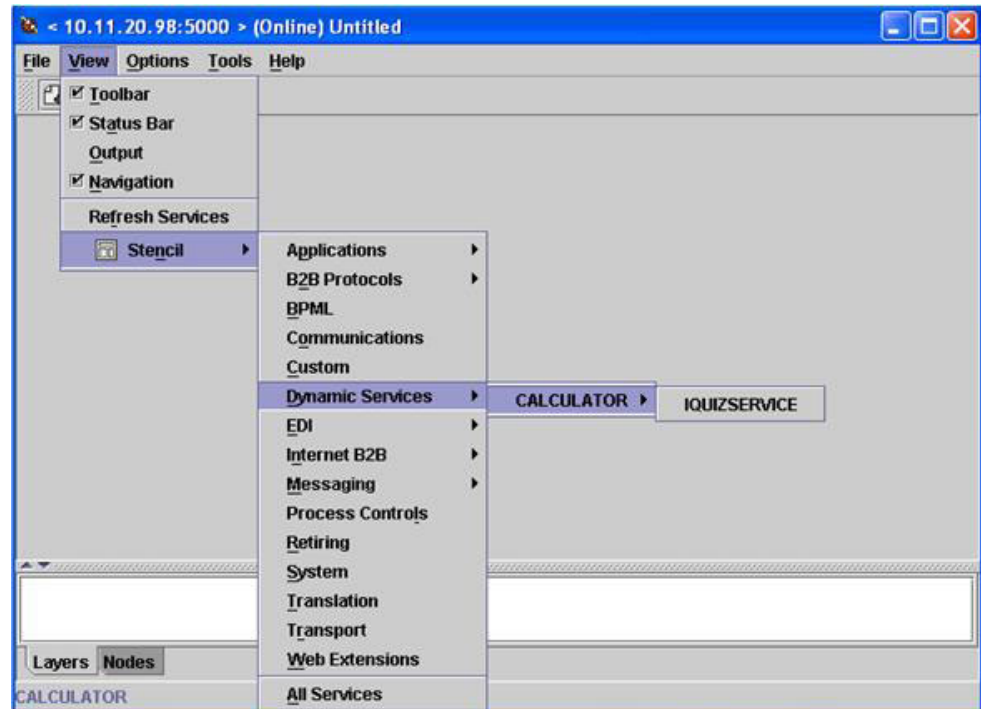 < 10.11.20.98:5000 > (Online) Untitled
File View Options Tools Help
Toolbar
Status Bar
Output
Navigation
Refresh Services
Stencil
Applications
B2B Protocols
BPML
Communications
Custom
Dynamic Services
CALCULATOR
IQUIZSERVICE
EDI
Internet B2B
Messaging
Process Controls
Retiring
System
Translation
Transport
Web Extensions
All Services
Layers Nodes
CALCULATOR